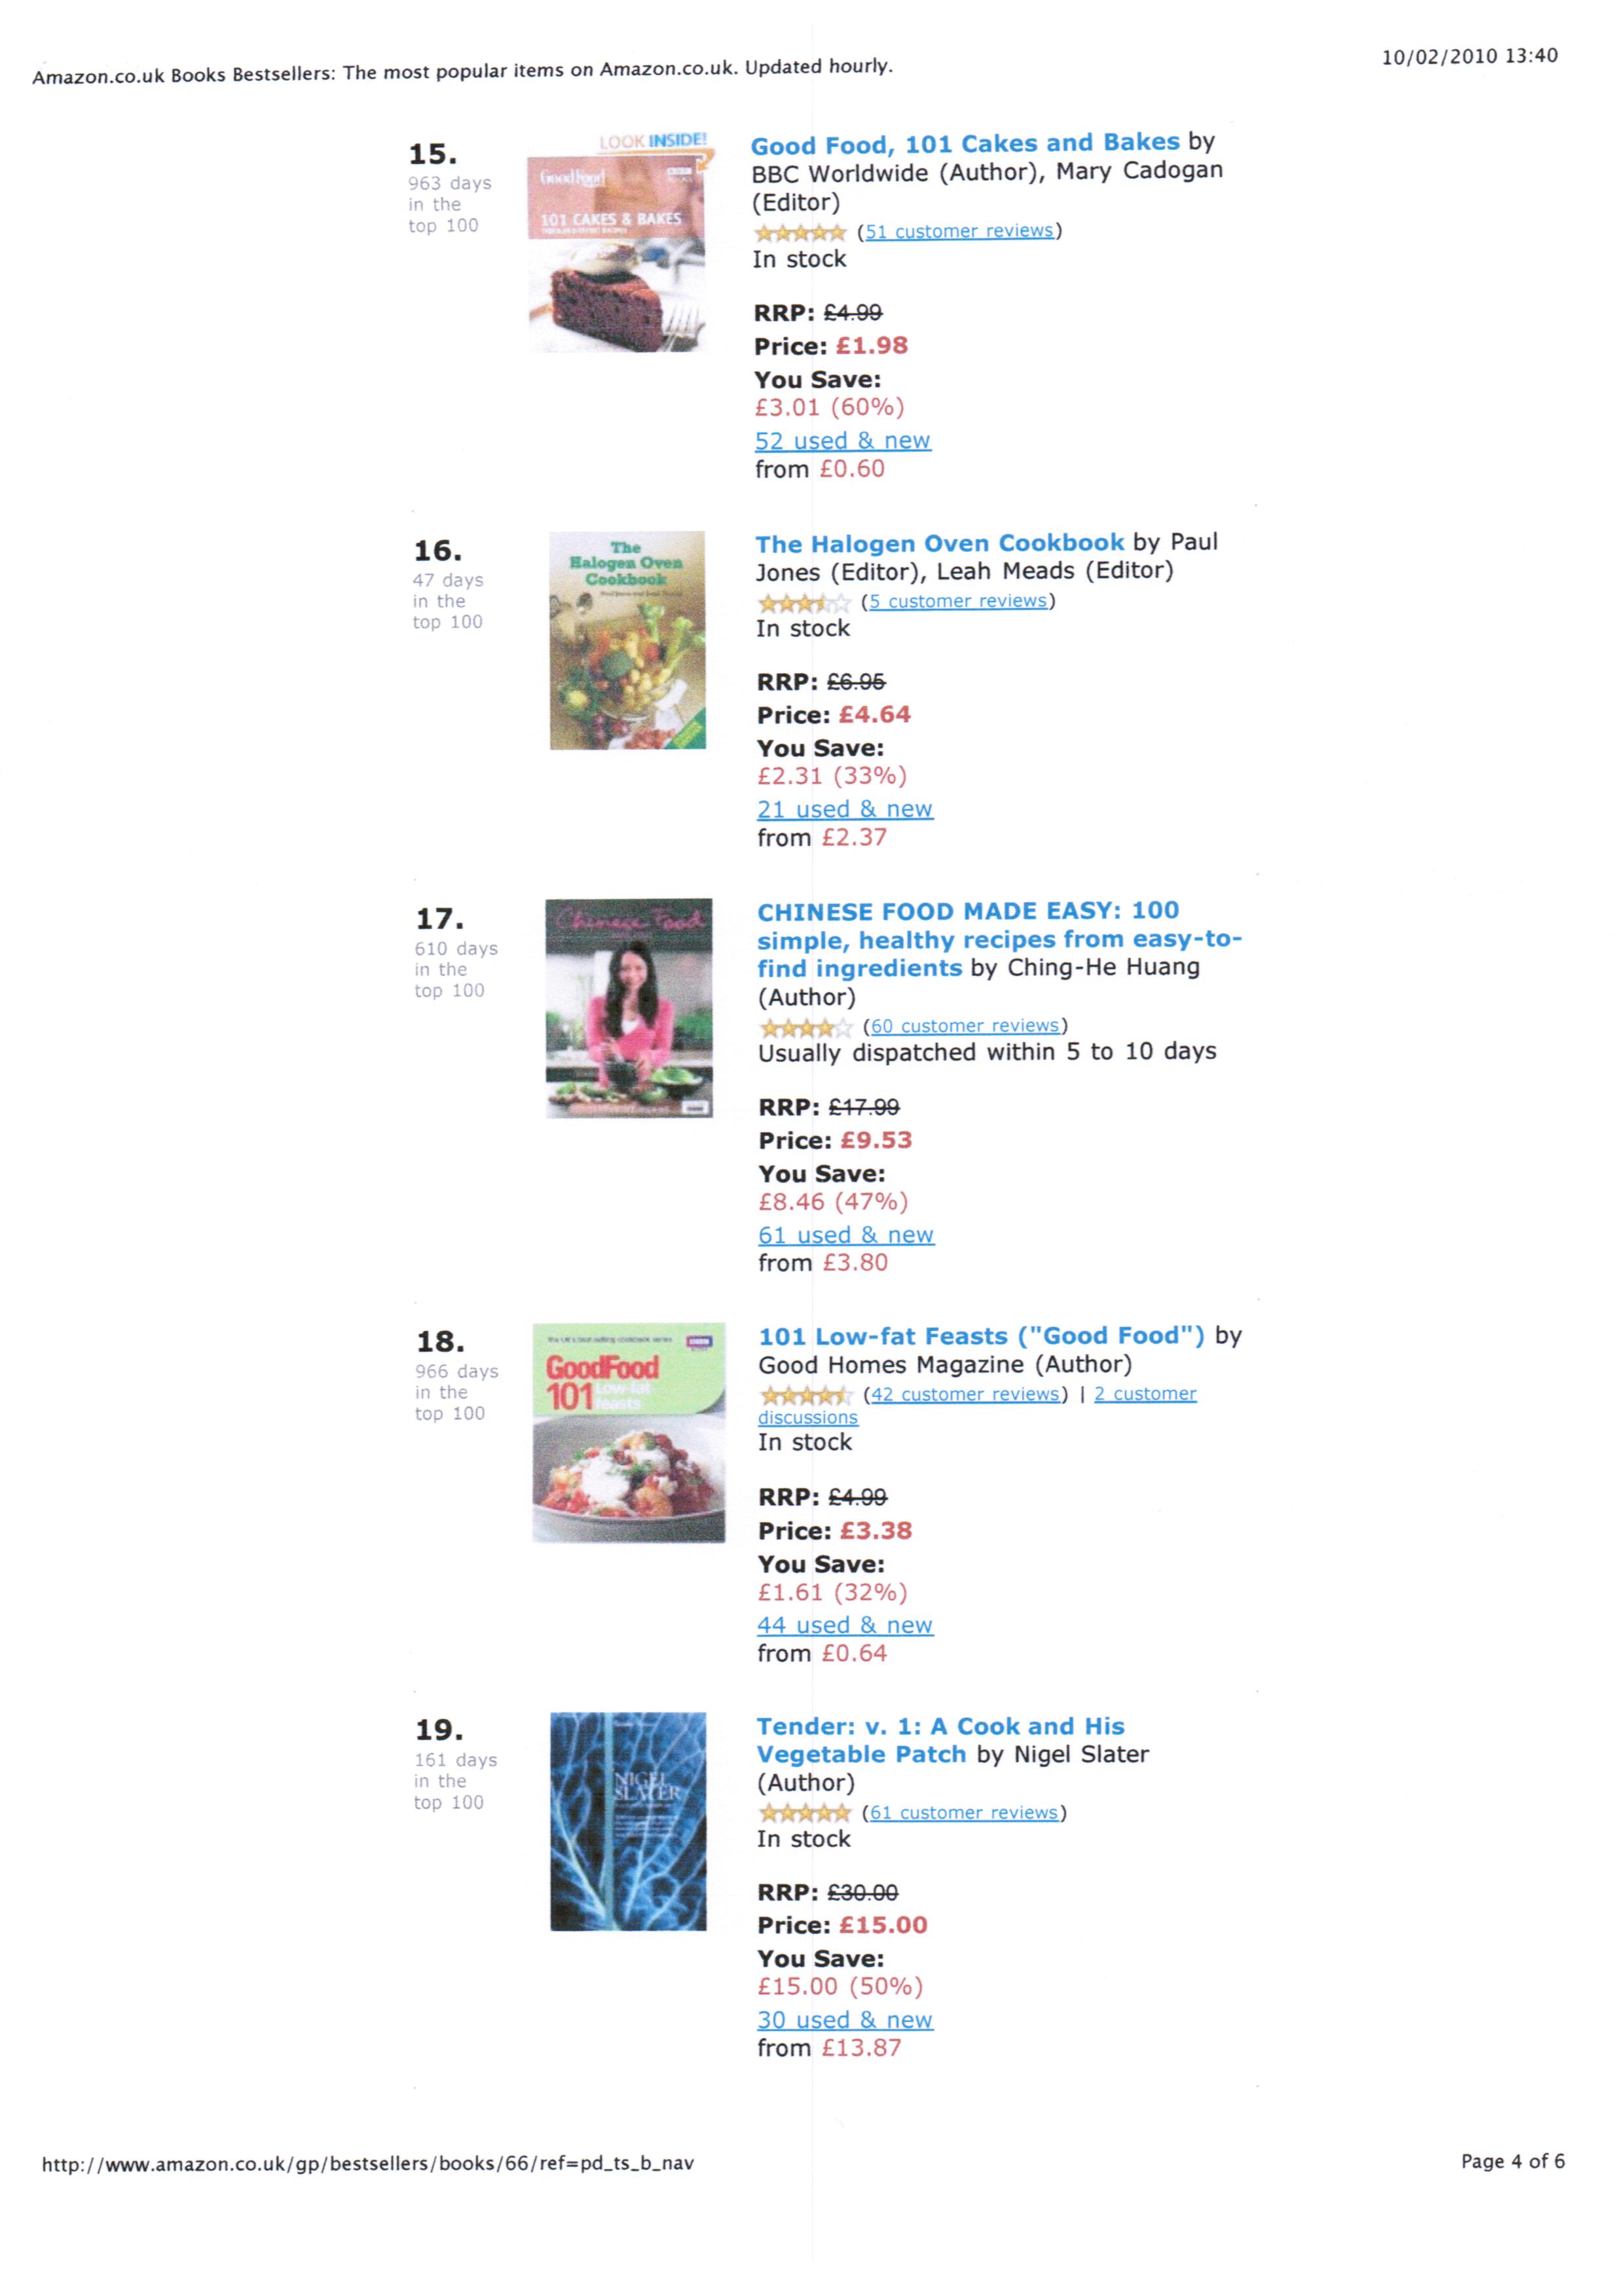 Amazon.co.uk Books Bestsellers: The most popular items on Amazon.co.uk. Updated hourly.
10/02/2010 13:40
15.
963 days
in the
top 100
LOOK INSIDE!
GoodFood
101 CAKES & BAKES
Good Food, 101 Cakes and Bakes by
BBC Worldwide (Author), Mary Cadogan
(Editor)
(51 customer reviews)
In stock
RRP: £4.99
Price: £1.98
You Save:
£3.01 (60%)
52 used & new
from £0.60
16.
47 days
in the
top 100
The
Halogen Oven
Cookbook
The Halogen Oven Cookbook by Paul
Jones (Editor), Leah Meads (Editor)
(5 customer reviews)
In stock
RRP: £6.95
Price: £4.64
You Save:
£2.31 (33%)
21 used & new
from £2.37
17.
610 days
in the
top 100
Chinese Food
CHINESE FOOD MADE EASY: 100
simple, healthy recipes from easy-to-
find ingredients by Ching-He Huang
(Author)
(60 customer reviews)
Usually dispatched within 5 to 10 days
RRP: £17.99
Price: £9.53
You Save:
£8.46 (47%)
61 used & new
from £3.80
18.
966 days
in the
top 100
GoodFood
101 Low-fat
feasts
101 Low-fat Feasts ("Good Food") by
Good Homes Magazine (Author)
(42 customer reviews) | 2 customer
discussions
In stock
RRP: £4.99
Price: £3.38
You Save:
£1.61 (32%)
44 used & new
from £0.64
19.
161 days
in the
top 100
NIGEL
SLATER
Tender: v. 1: A Cook and His
Vegetable Patch by Nigel Slater
(Author)
(61 customer reviews)
In stock
RRP: £30.00
Price: £15.00
You Save:
£15.00 (50%)
30 used & new
from £13.87
http://www.amazon.co.uk/gp/bestsellers/books/66/ref=pd_ts_b_nav
Page 4 of 6